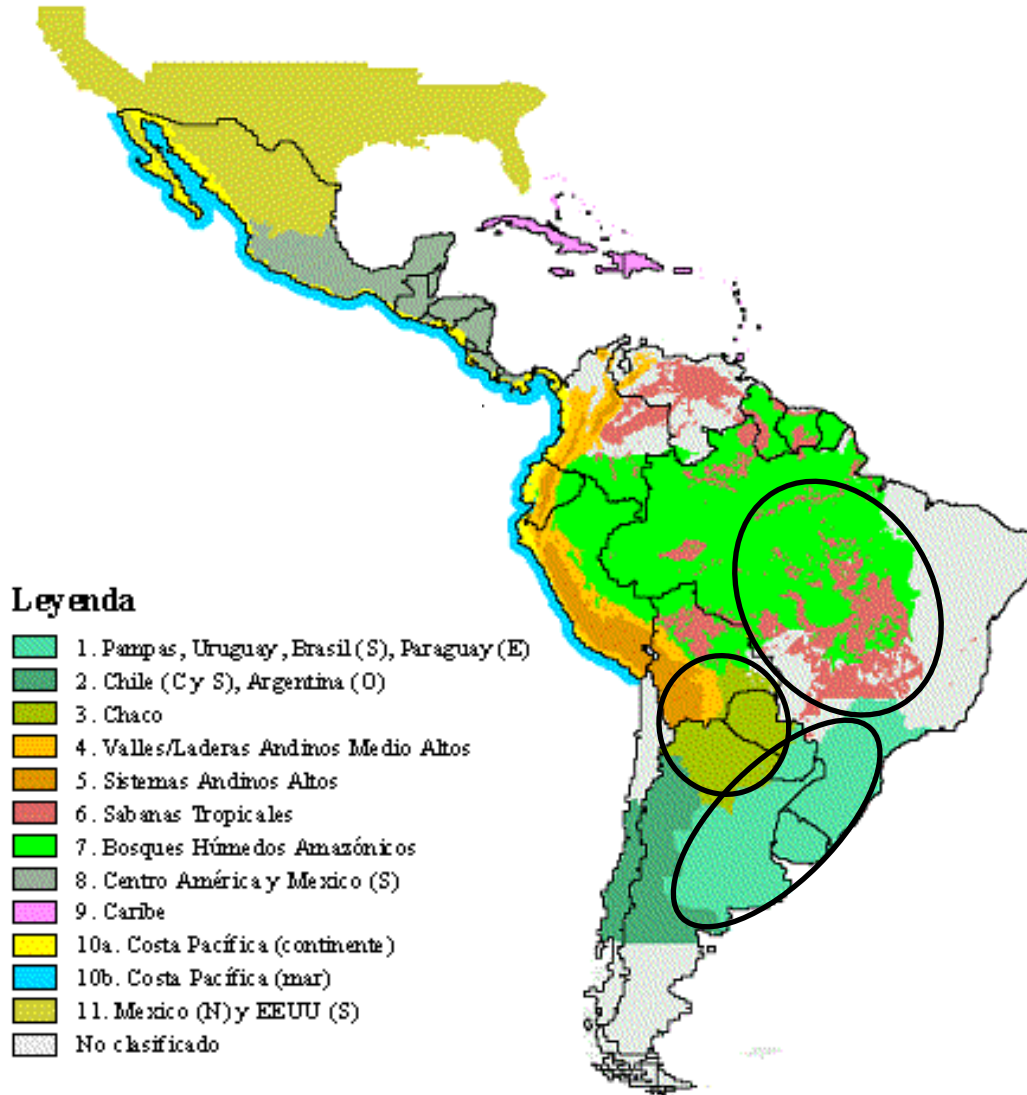 Leyenda
1. Pampas, Uruguay, Brasil (S), Paraguay (E)
2. Chile (C y S), Argentina (O)
3. Chaco
4. Valles/Laderas Andinos Medio Altos
5. Sistemas Andinos Altos
6. Sabanas Tropicales
7. Bosques Húmedos Amazónicos
8. Centro América y Mexico (S)
9. Caribe
10a. Costa Pacífica (continente)
10b. Costa Pacífica (mar)
11. Mexico (N) y EEUU (S)
No clasificado